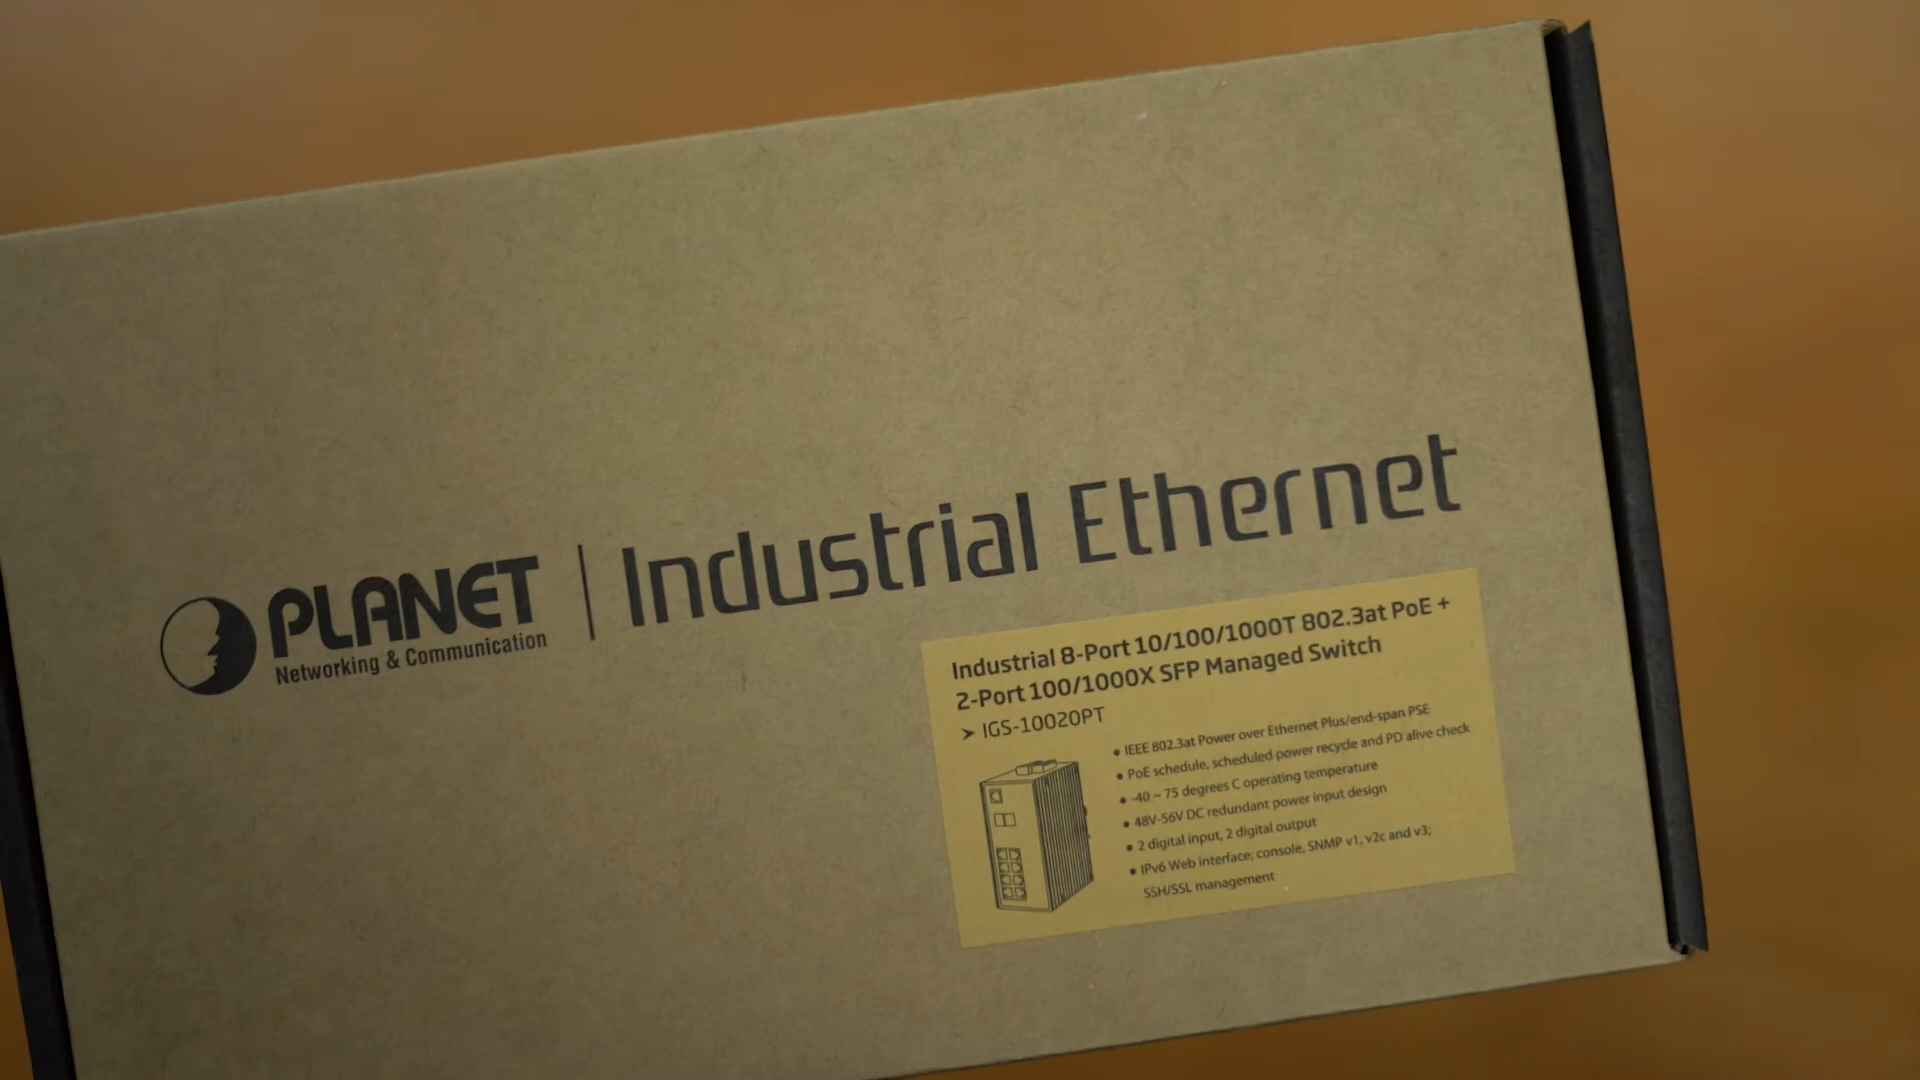 PLANET
Networking & Communication
Industrial Ethernet
Industrial 8-Port 10/100/1000T 802.3at PoE +
2-Port 100/1000X SFP Managed Switch
➤ IGS-10020PT
• IEEE 802.3at Power over Ethernet Plus/end-span PSE
• PoE schedule, scheduled power recycle and PD alive check
• -40 ~ 75 degrees C operating temperature
• 48V-56V DC redundant power input design
• 2 digital input, 2 digital output
• IPv6 Web interface; console, SNMP v1, v2c and v3;
SSH/SSL management